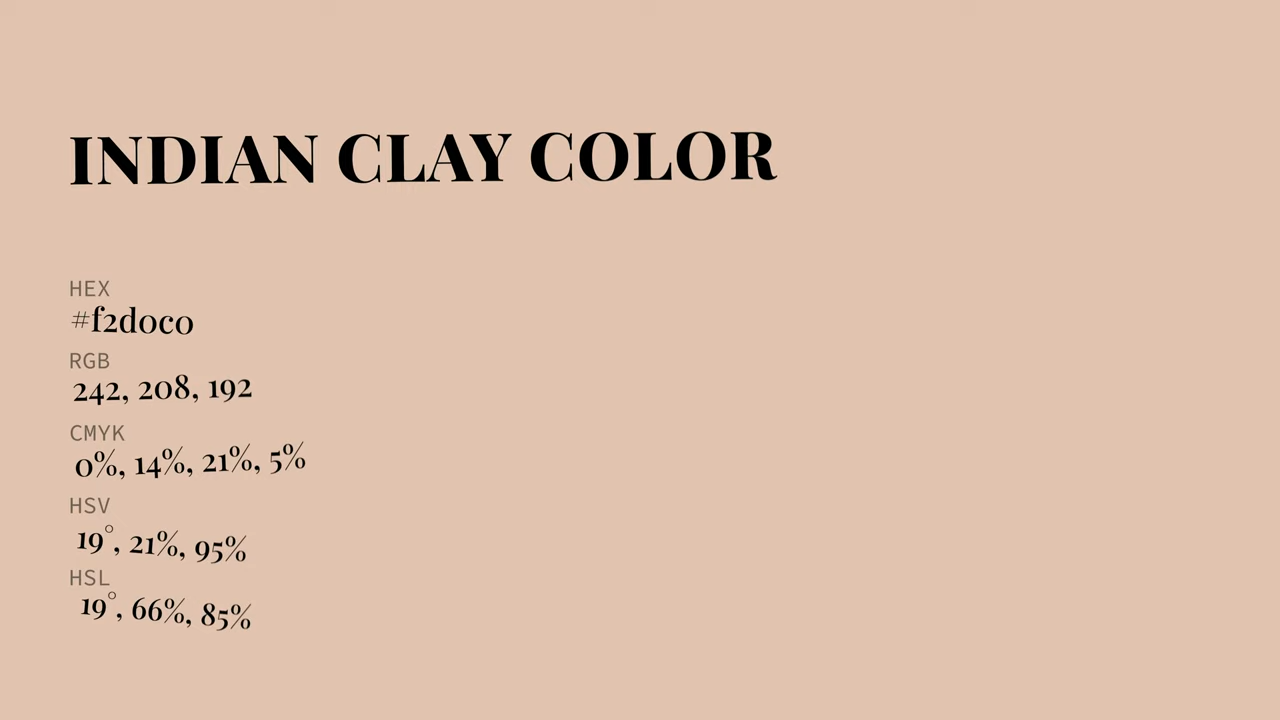 INDIAN CLAY COLOR
HEX
#f2d0c0
RGB
242, 208, 192
CMYK
0%, 14%, 21%, 5%
HSV
19°, 21%, 95%
HSL
19°, 66%, 85%